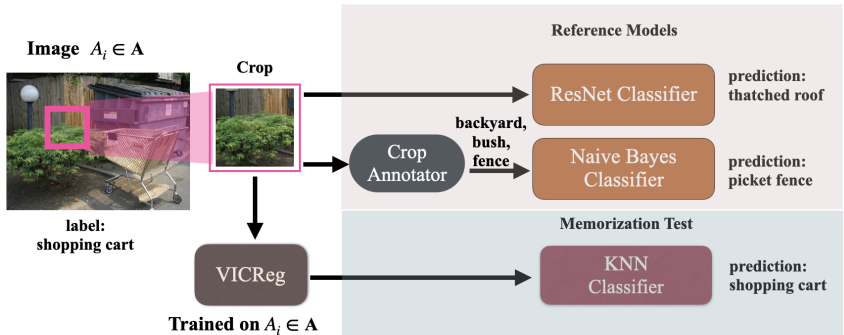 Image A_i ∈ A
label:
shopping cart
Crop
Reference Models
ResNet Classifier
prediction:
thatched roof
Crop
Annotator
backyard,
bush,
fence
Naive Bayes
Classifier
prediction:
picket fence
Memorization Test
VICReg
Trained on A_i ∈ A
KNN
Classifier
prediction:
shopping cart